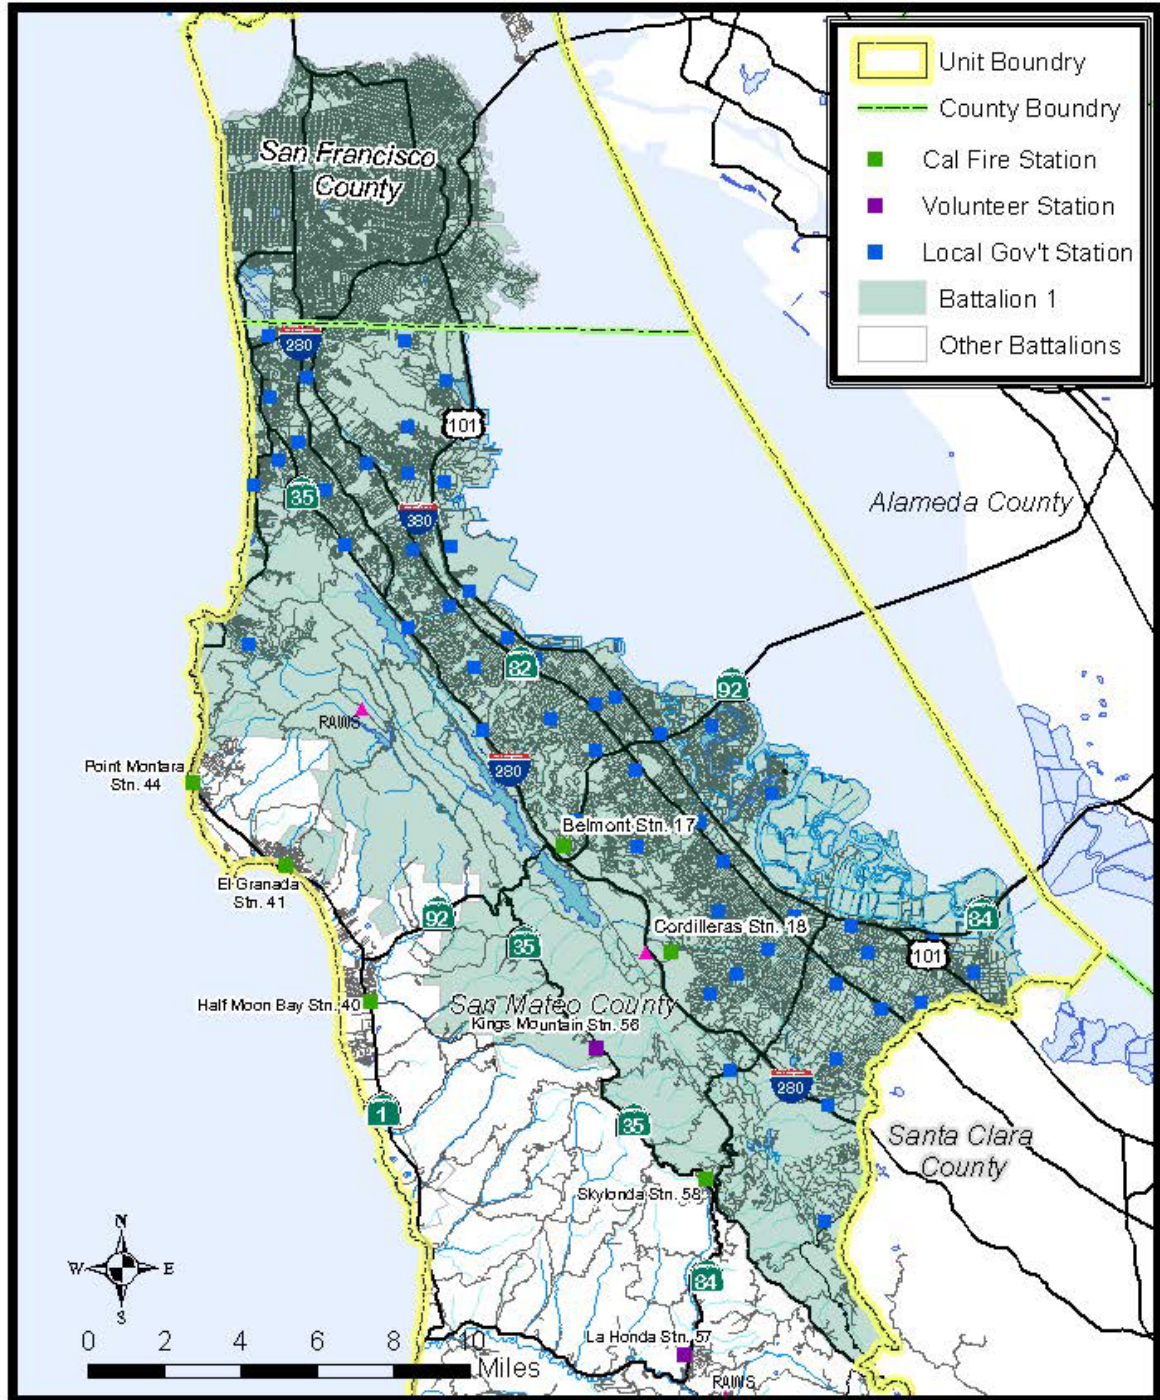 Unit Boundry
County Boundry
Cal Fire Station
Volunteer Station
Local Gov't Station
Battalion 1
Other Battalions
San Francisco
County
280
101
35
380
Alameda County
82
92
RAWS
280
Point Montara
Stn. 44
Belmont Stn. 17
El Granada
Stn. 41
92
84
35
Cordilleras Stn. 18
101
Half Moon Bay Stn. 40
San Mateo County
Kings Mountain Stn. 56
280
1
35
Santa Clara
County
Skylonda Stn. 58
N
W E
S
84
0 2 4 6 8 10
Miles
La Honda Stn. 57
RAWS